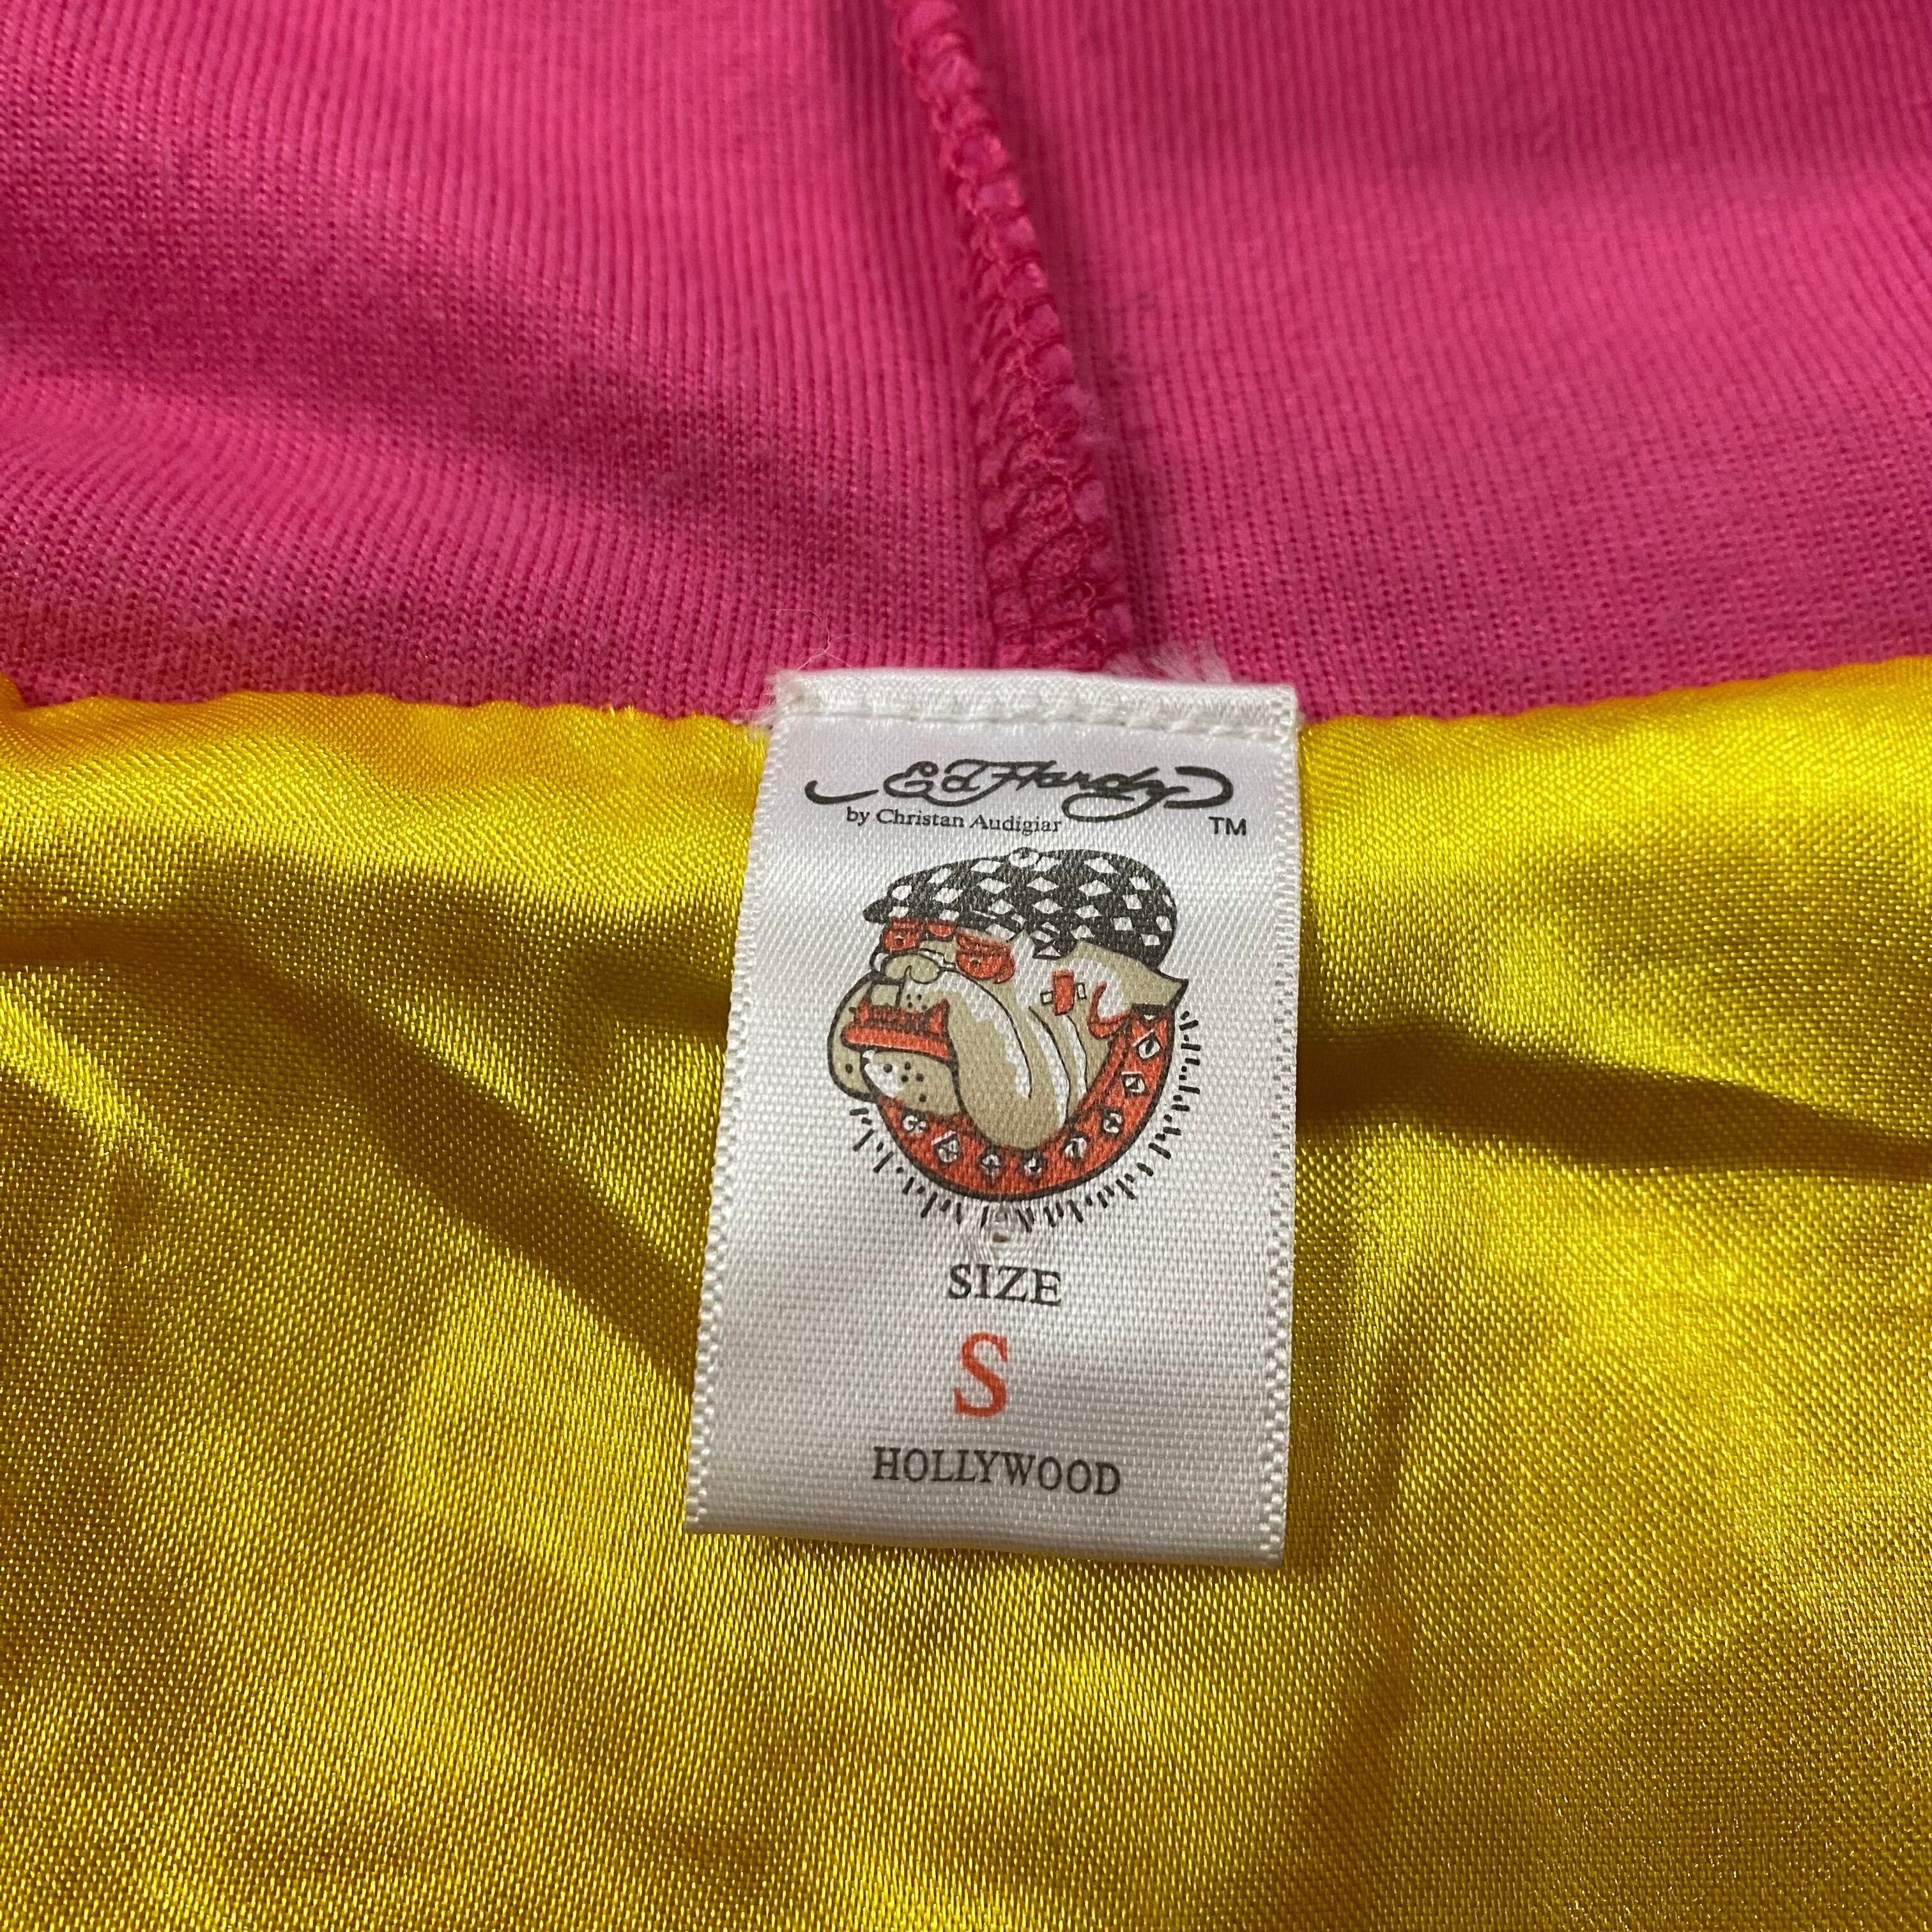 Ed Hardy
by Christan Audigiar TM
SIZE
S
HOLLYWOOD